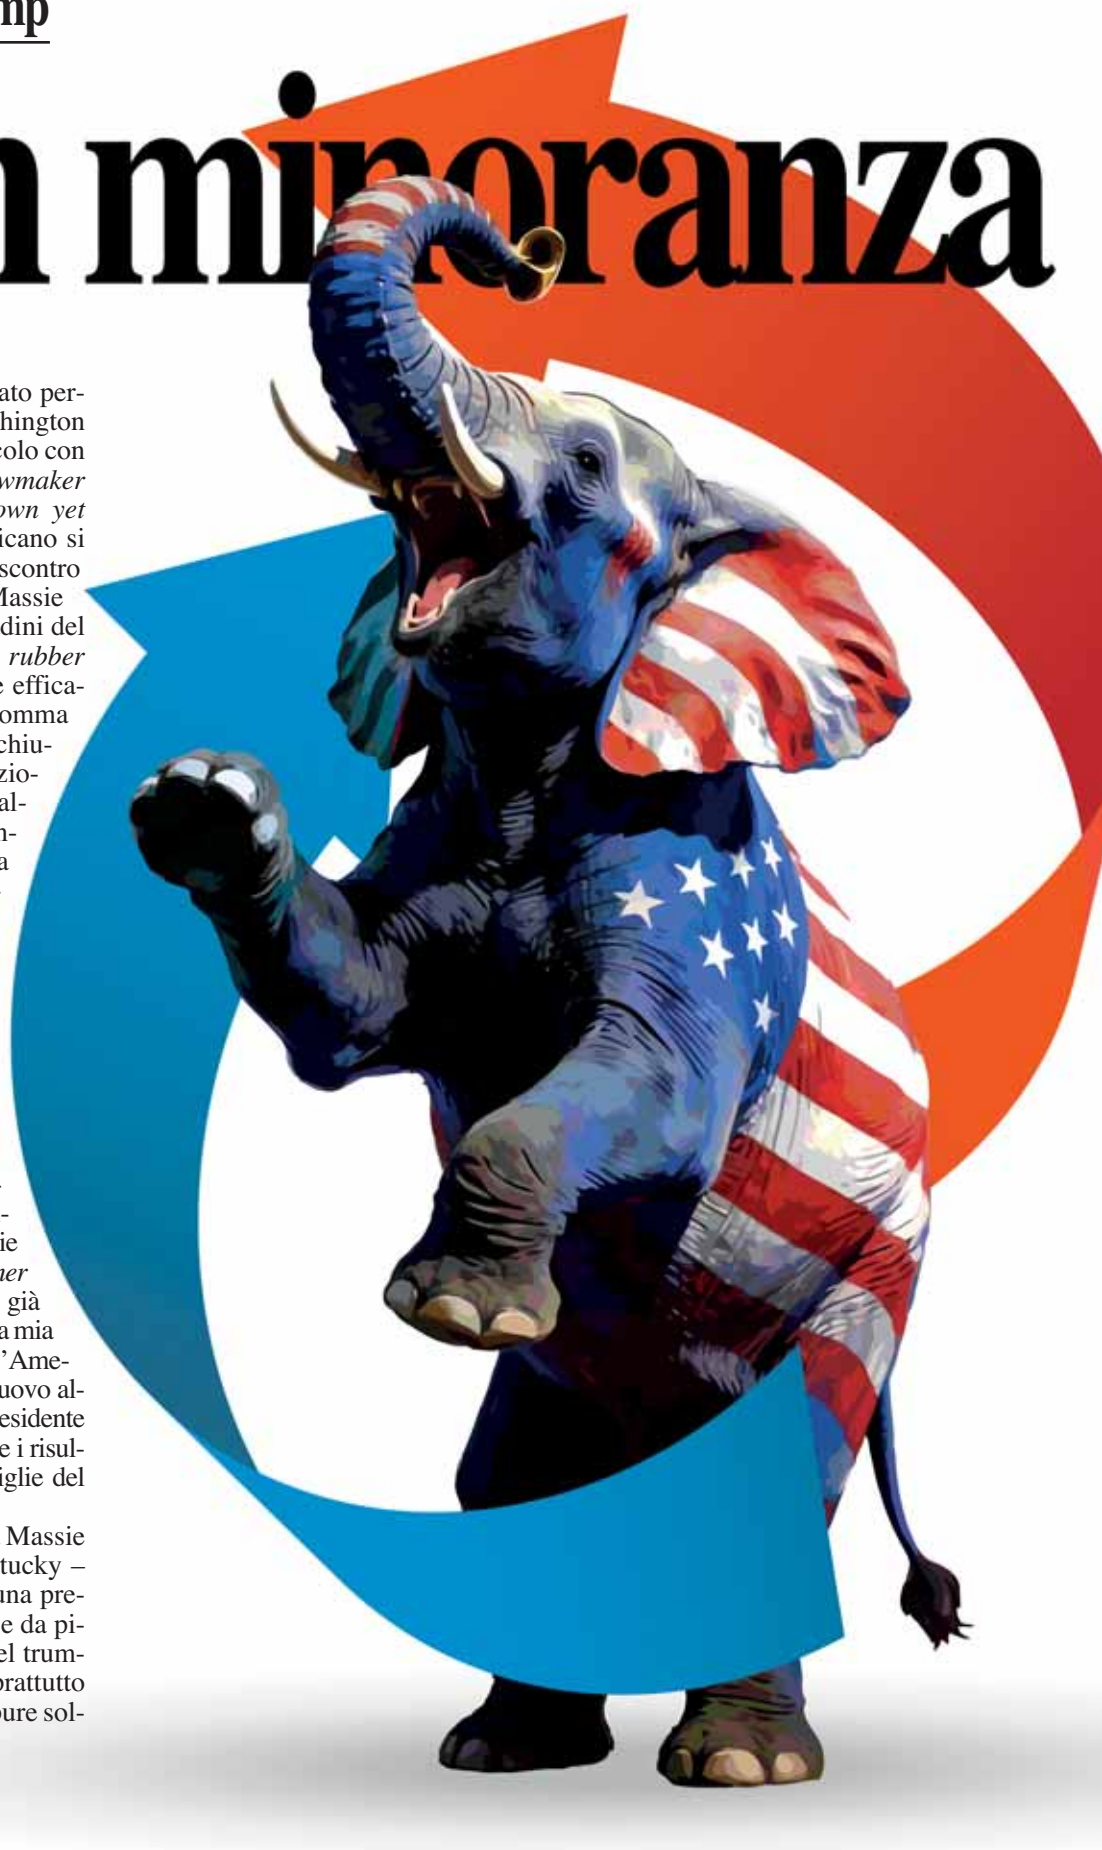 mp
n minoranza
ato per-
hington
colo con
wmaker
own yet
icano si
scontro
Massie
dini del
rubber
e effica-
omma
chiu-
zio-
al-
n-
a
ie
ner
già
a mia
'Ame-
uovo al-
esidente
e i risul-
iglie del
Massie
tucky –
una pre-
e da pi-
el trum-
prattutto
pure sol-